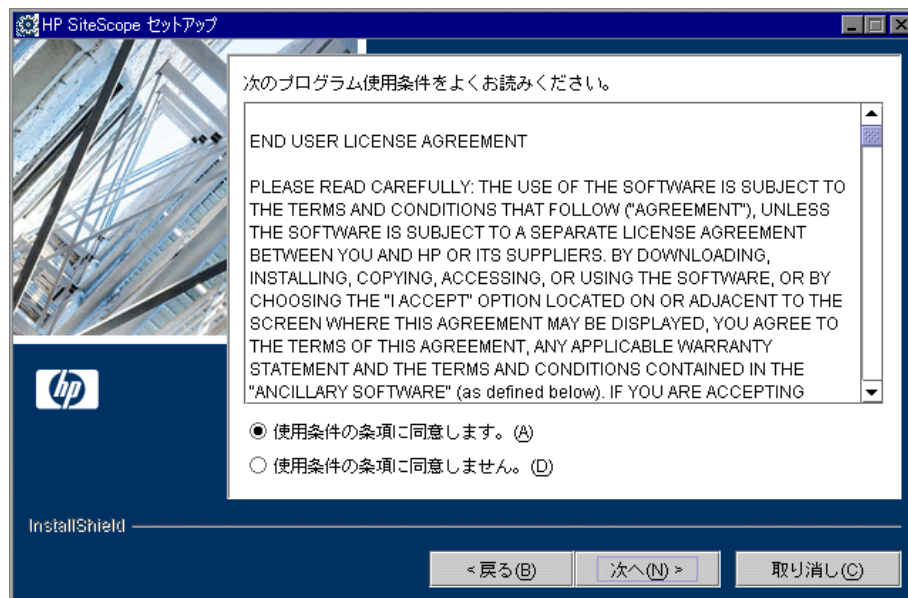 HP SiteScope セットアップ
次のプログラム使用条件をよくお読みください。
END USER LICENSE AGREEMENT
PLEASE READ CAREFULLY: THE USE OF THE SOFTWARE IS SUBJECT TO
THE TERMS AND CONDITIONS THAT FOLLOW ("AGREEMENT"), UNLESS
THE SOFTWARE IS SUBJECT TO A SEPARATE LICENSE AGREEMENT
BETWEEN YOU AND HP OR ITS SUPPLIERS. BY DOWNLOADING,
INSTALLING, COPYING, ACCESSING, OR USING THE SOFTWARE, OR BY
CHOOSING THE "I ACCEPT" OPTION LOCATED ON OR ADJACENT TO THE
SCREEN WHERE THIS AGREEMENT MAY BE DISPLAYED, YOU AGREE TO
THE TERMS OF THIS AGREEMENT, ANY APPLICABLE WARRANTY
STATEMENT AND THE TERMS AND CONDITIONS CONTAINED IN THE
"ANCILLARY SOFTWARE" (as defined below). IF YOU ARE ACCEPTING
hp
使用条件の条項に同意します。(A)
使用条件の条項に同意しません。(D)
InstallShield
< 戻る(B) 次へ(N) > 取り消し(C)